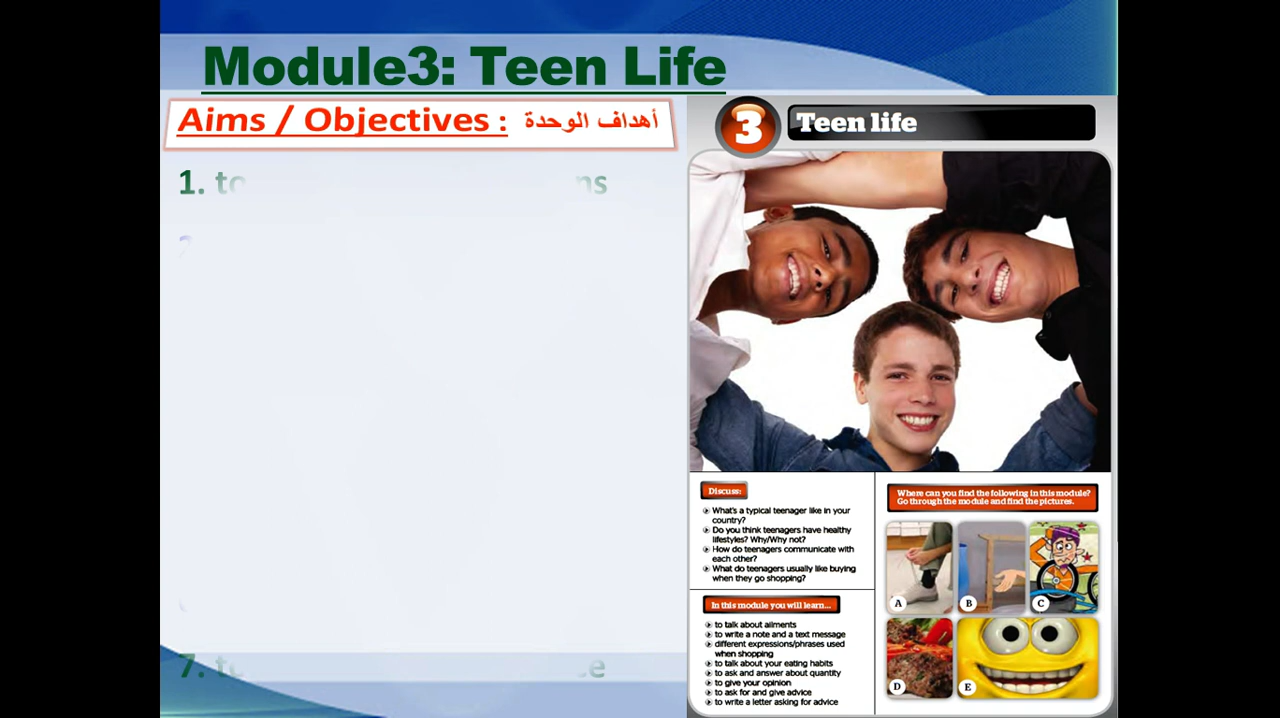 Module3: Teen Life
Aims / Objectives : أهداف الوحدة
1. to
7. to
3
Teen life
Discuss:
What's a typical teenager like in your
country?
Do you think teenagers have healthy
lifestyles? Why/Why not?
How do teenagers communicate with
each other?
What do teenagers usually like buying
when they go shopping?
In this module you will learn...
to talk about ailments
to write a note and a text message
different expressions/phrases used
when shopping
to talk about your eating habits
to ask and answer about quantity
to give your opinion
to ask for and give advice
to write a letter asking for advice
Where can you find the following in this module?
Go through the module and find the pictures.
A
B
C
D
E